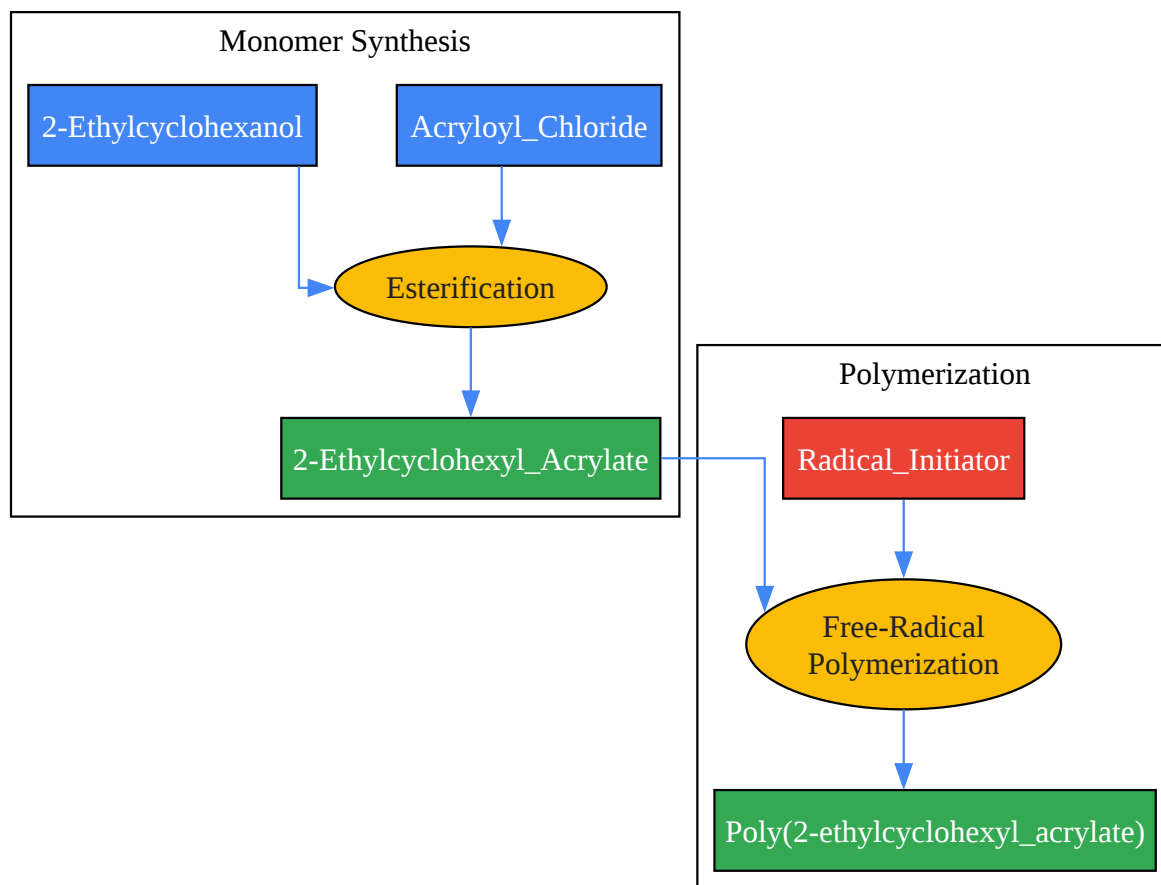 Monomer Synthesis
2-Ethylcyclohexanol
Acryloyl_Chloride
Esterification
2-Ethylcyclohexyl_Acrylate
Polymerization
Radical_Initiator
Free-Radical
Polymerization
Poly(2-ethylcyclohexyl_acrylate)